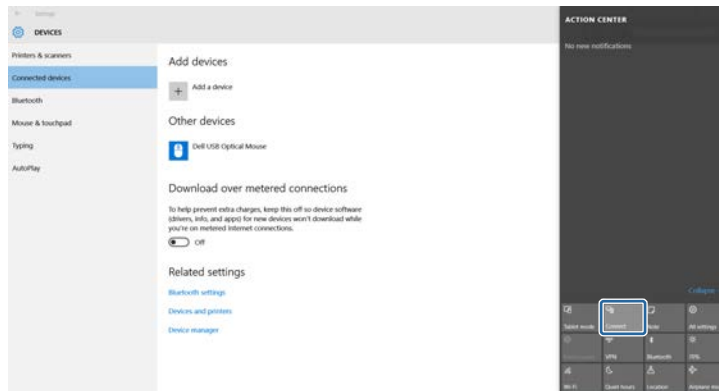 Settings
DEVICES
Printers & scanners
Connected devices
Bluetooth
Mouse & touchpad
Typing
AutoPlay
Add devices
Add a device
Other devices
Dell USB Optical Mouse
Download over metered connections
To help prevent extra charges, keep this off so device software
(drivers, info, and apps) for new devices won't download while
you're on metered Internet connections.
Off
Related settings
Bluetooth settings
Devices and printers
Device manager
ACTION CENTER
No new notifications
Collapse
Tablet mode
Connect
Note
All settings
VPN
Bluetooth
70%
Wi-Fi
Quiet hours
Location
Airplane mo